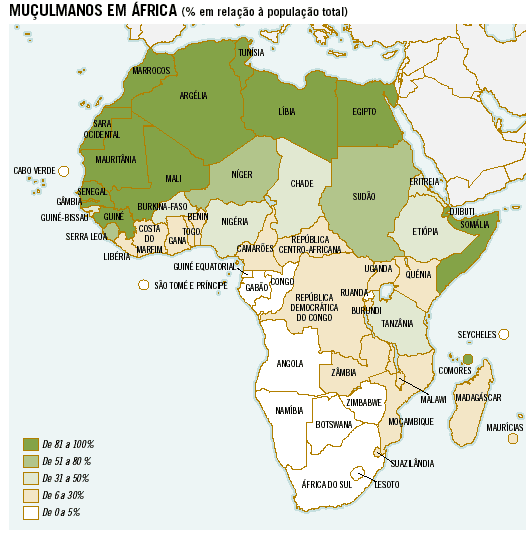 MUÇULMANOS EM ÁFRICA (% em relação à população total)
TUNÍSIA
MARROCOS
ARGÉLIA
LÍBIA
EGIPTO
SARA
OCIDENTAL
MAURITÂNIA
CABO VERDE
MALI
NÍGER
CHADE
SUDÃO
ERITREIA
SENEGAL
GÂMBIA
BURKINA-FASO
DJIBUTI
GUINÉ-BISSAU
GUINÉ
BENIN
NIGÉRIA
SOMÁLIA
SERRA LEOA
COSTA
DO
MARFIM
GANA
TOGO
ETIÓPIA
LIBÉRIA
CAMARÕES
REPÚBLICA
CENTRO-AFRICANA
GUINÉ EQUATORIAL
UGANDA
QUÉNIA
SÃO TOMÉ E PRÍNCIPE
GABÃO
CONGO
RUANDA
REPÚBLICA
DEMOCRÁTICA
DO CONGO
BURUNDI
TANZÂNIA
SEYCHELES
ANGOLA
ZÂMBIA
COMORES
MALAWI
MADAGÁSCAR
NAMÍBIA
ZIMBABWE
BOTSWANA
MOÇAMBIQUE
MAURÍCIAS
SUAZILÂNDIA
ÁFRICA DO SUL
LESOTO
De 81 a 100%
De 51 a 80 %
De 31 a 50%
De 6 a 30%
De 0 a 5%